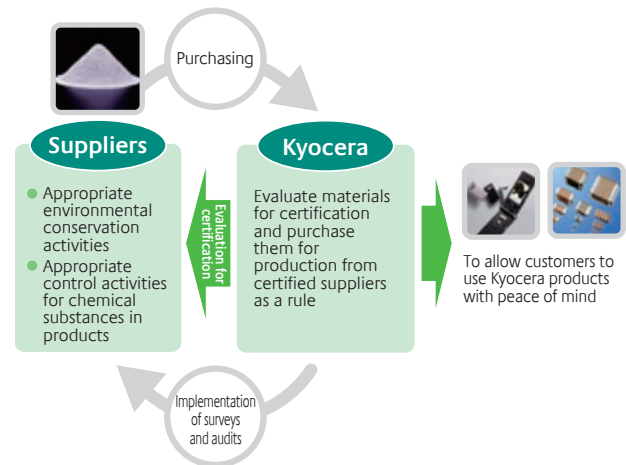 Purchasing
Suppliers
Appropriate
environmental
conservation
activities
Appropriate
control activities
for chemical
substances in
products
Evaluation for
certification
Kyocera
Evaluate materials
for certification
and purchase
them for
production from
certified suppliers
as a rule
To allow customers to
use Kyocera products
with peace of mind
Implementation
of surveys
and audits